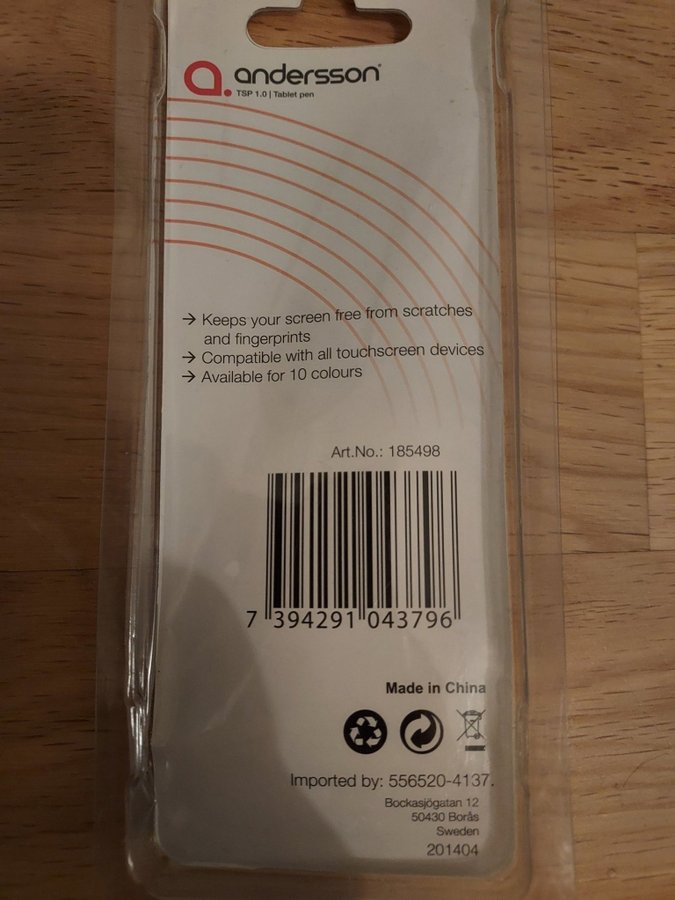 a. andersson®
TSP 1.0 | Tablet pen
→ Keeps your screen free from scratches
and fingerprints
→ Compatible with all touchscreen devices
→ Available for 10 colours
Art.No.: 185498
7 394291 043796
Made in China
Imported by: 556520-4137.
Bockasjögatan 12
50430 Borås
Sweden
201404